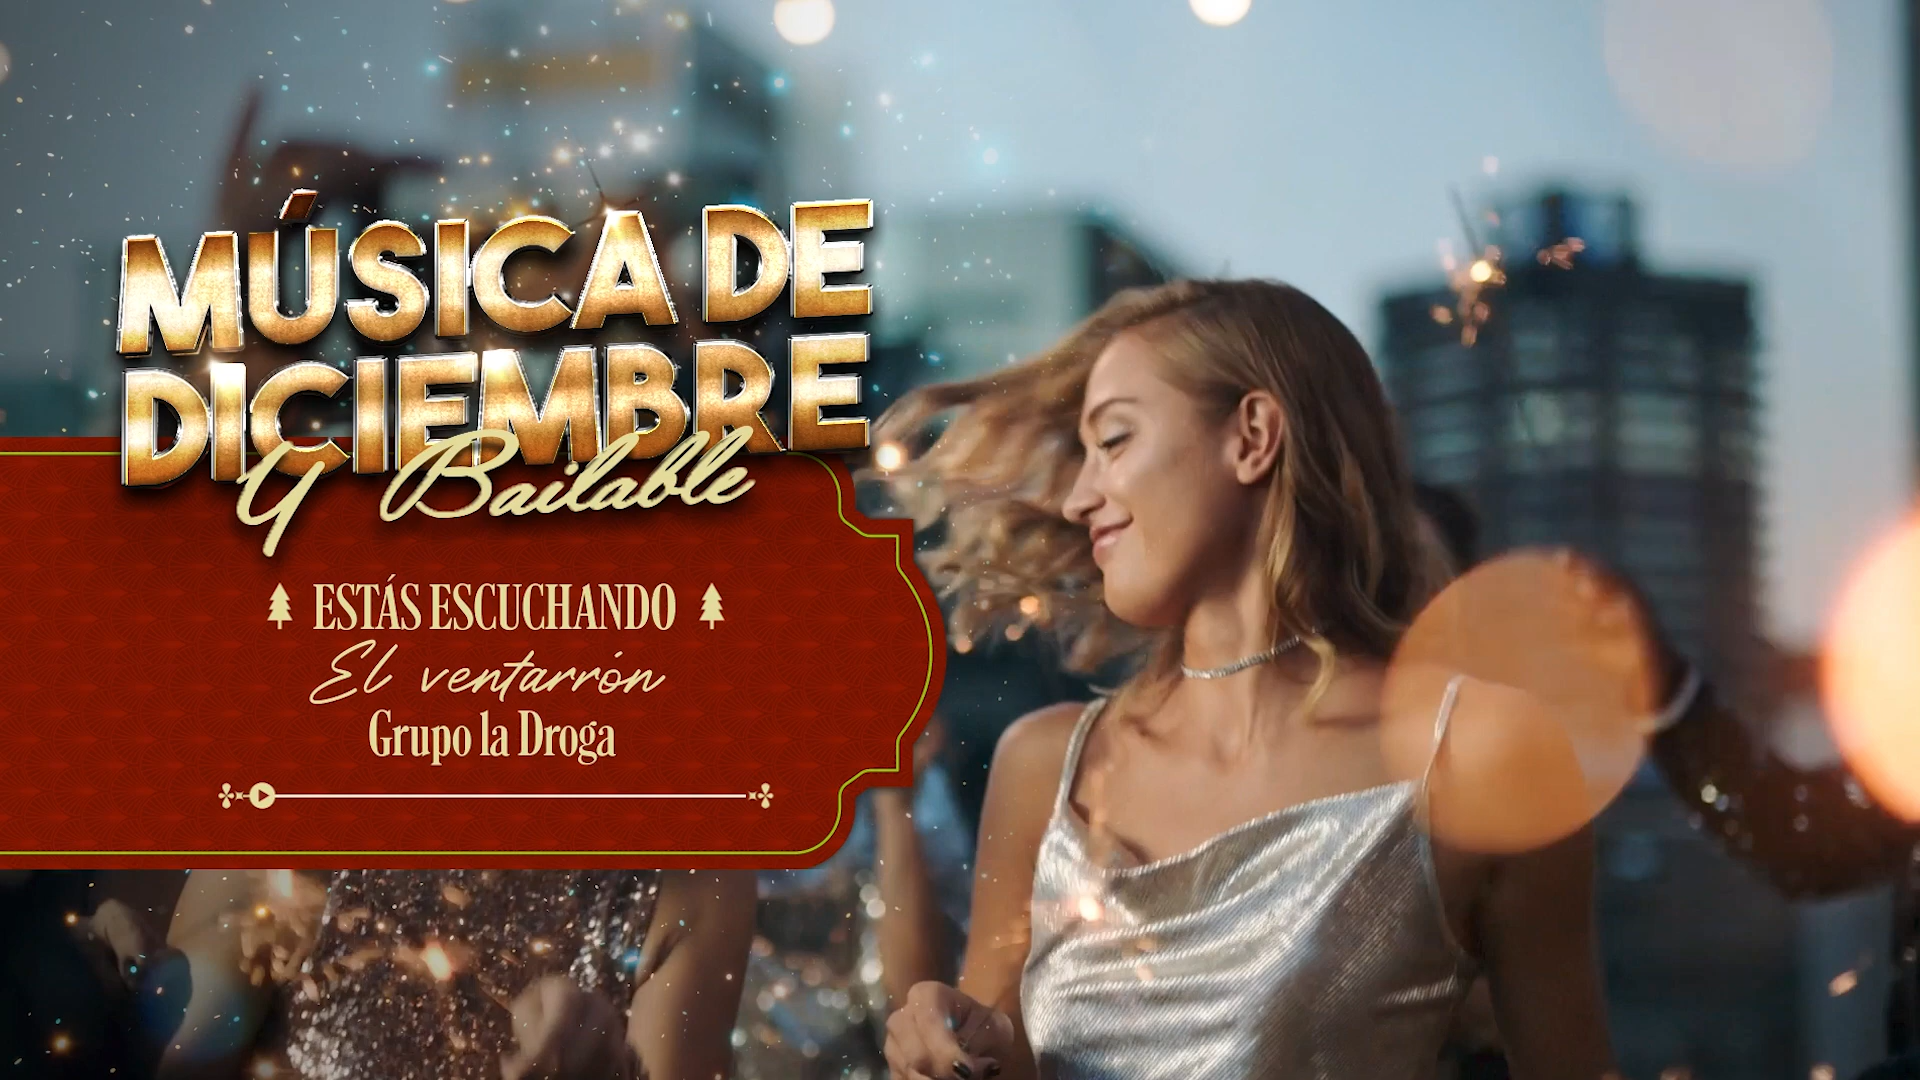 MÚSICA DE
DICIEMBRE
y Bailable
ESTÁS ESCUCHANDO
El ventarrón
Grupo la Droga